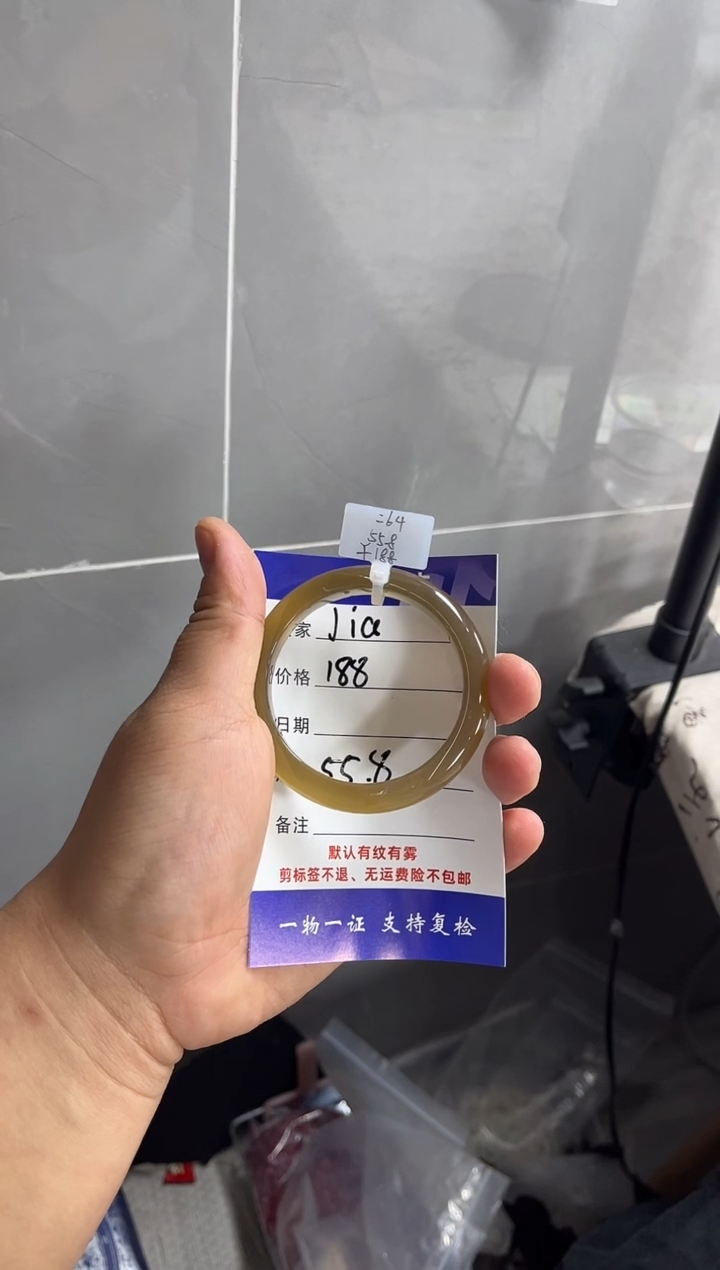 =64
55.8
¥188
家 Jia
价格 188
日期
55.8
备注
默认有纹有雾
剪标签不退、无运费险不包邮
一物一证 支持复检